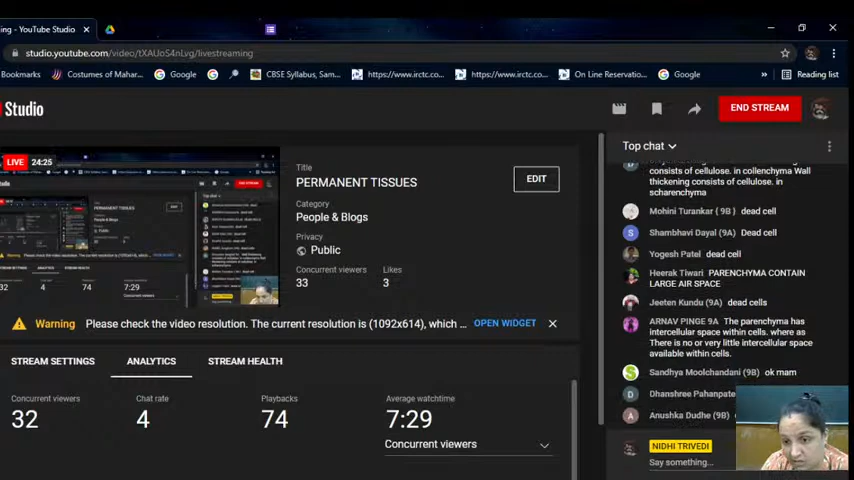 ng - YouTube Studio
studio.youtube.com/video/tXAUoS4nLvg/livestreaming
Bookmarks
Costumes of Mahar...
Google
CBSE Syllabus, Sam...
https://www.irctc.co...
https://www.irctc.co...
On Line Reservatio...
Google
»
Reading list
Studio
END STREAM
LIVE 24:25
Title
PERMANENT TISSUES
EDIT
Category
People & Blogs
Privacy
Public
Concurrent viewers
33
Likes
3
Warning Please check the video resolution. The current resolution is (1092x614), which ... OPEN WIDGET
STREAM SETTINGS
ANALYTICS
STREAM HEALTH
Concurrent viewers
32
Chat rate
4
Playbacks
74
Average watchtime
7:29
Concurrent viewers
Top chat
consists of cellulose. in collenchyma Wall
thickening consists of cellulose. in
scharenchyma
Mohini Turankar { 9B } dead cell
Shambhavi Dayal (9A) Dead cell
Yogesh Patel dead cell
Heerak Tiwari PARENCHYMA CONTAIN
LARGE AIR SPACE
Jeeten Kundu (9A) dead cells
ARNAV PINGE 9A The parenchyma has
intercellular space within cells. where as
There is no or very little intercellular space
available within cells.
Sandhya Moolchandani (9B) ok mam
Dhanshree Pahanpate
Anushka Dudhe (9B)
NIDHI TRIVEDI
Say something...